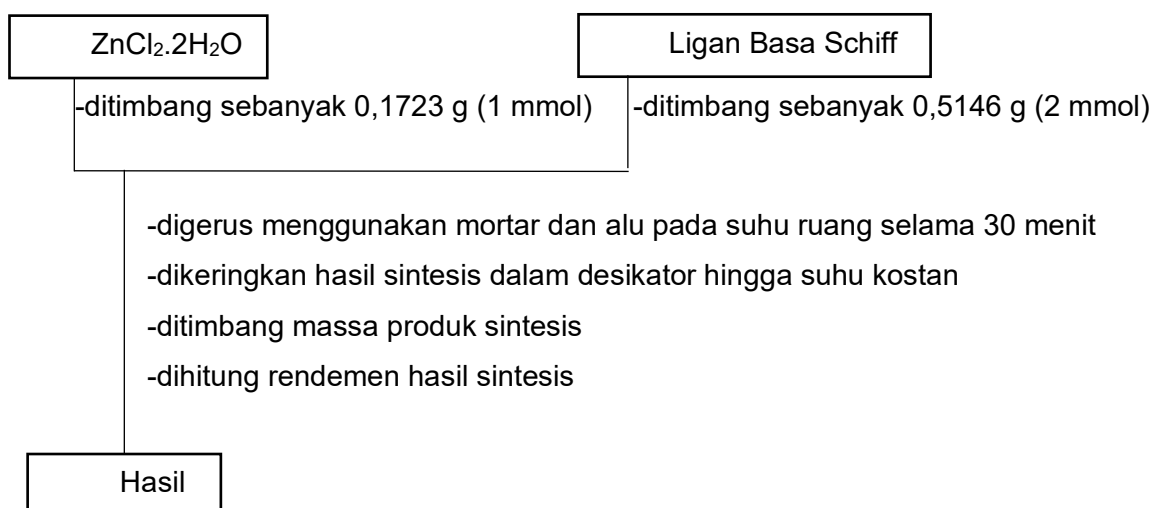 ZnCl₂.2H₂O
Ligan Basa Schiff
-ditimbang sebanyak 0,1723 g (1 mmol)
-ditimbang sebanyak 0,5146 g (2 mmol)
-digerus menggunakan mortar dan alu pada suhu ruang selama 30 menit
-dikeringkan hasil sintesis dalam desikator hingga suhu kostan
-ditimbang massa produk sintesis
-dihitung rendemen hasil sintesis
Hasil